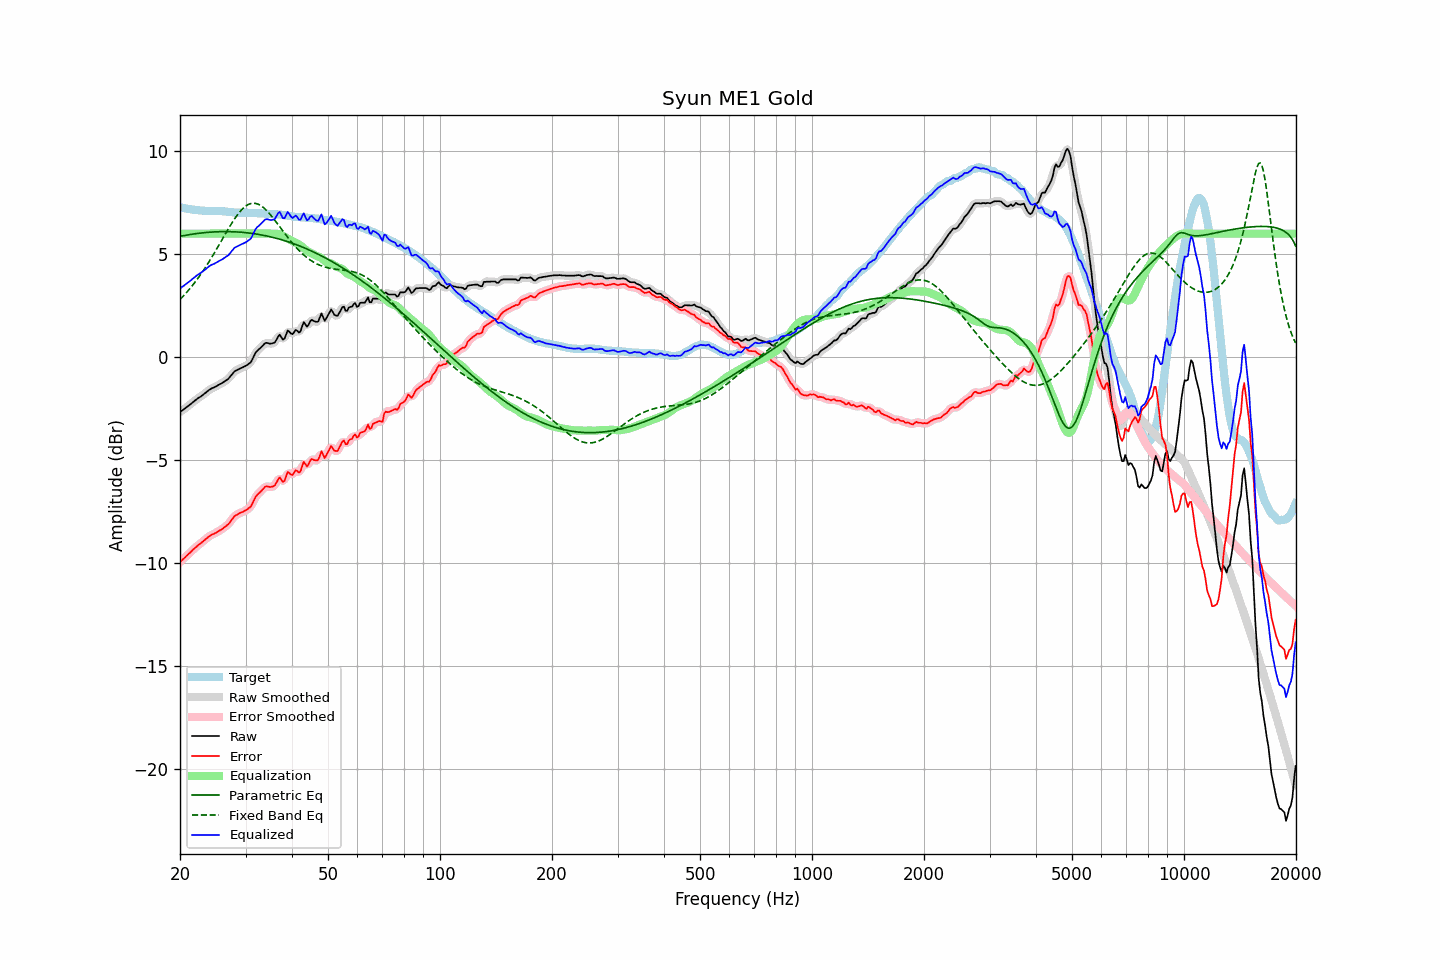 Syun ME1 Gold
Amplitude (dBr)
10
5
0
−5
−10
−15
−20
Target
Raw Smoothed
Error Smoothed
Raw
Error
Equalization
Parametric Eq
Fixed Band Eq
Equalized
20 50 100 200 500 1000 2000 5000 10000 20000
Frequency (Hz)